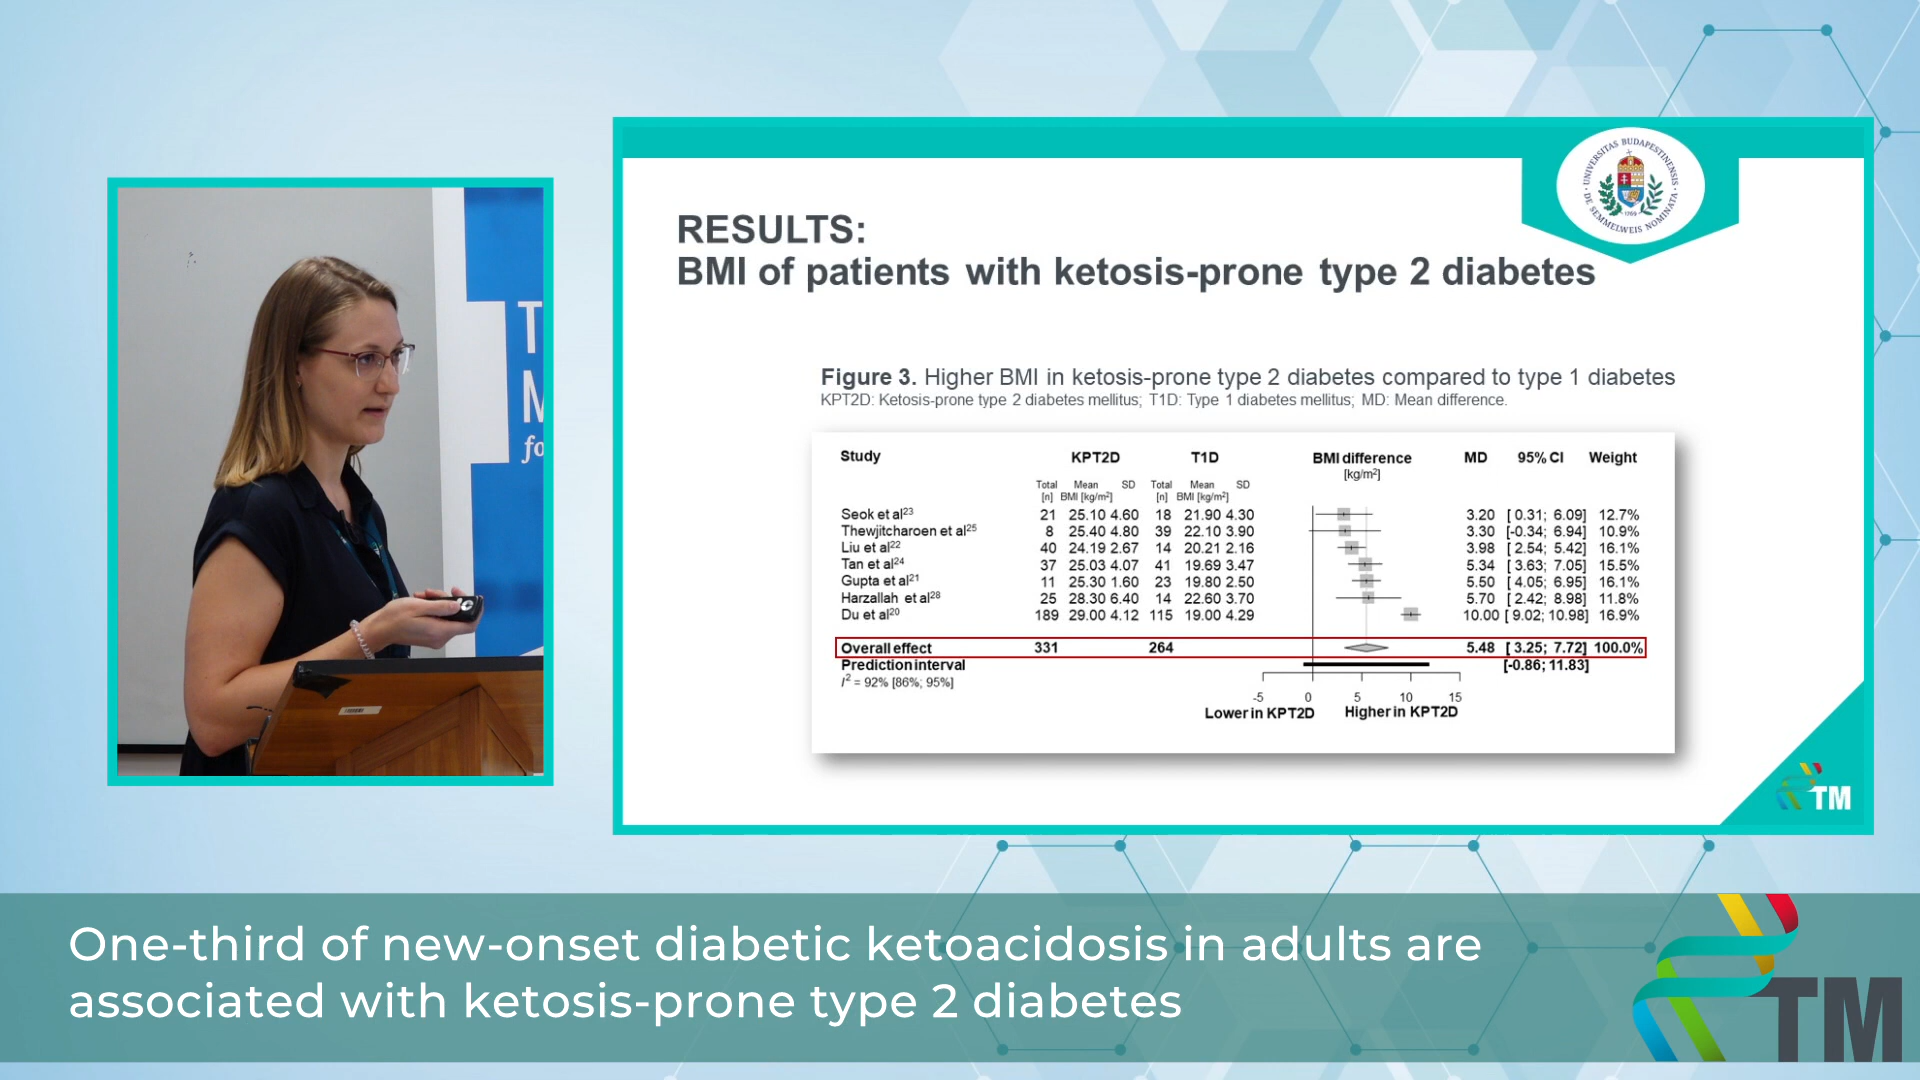 UNIVERSITAS BUDAPESTINENSIS
DE SEMMELWEIS NOMINATA
1769
RESULTS:
BMI of patients with ketosis-prone type 2 diabetes
Figure 3. Higher BMI in ketosis-prone type 2 diabetes compared to type 1 diabetes
KPT2D: Ketosis-prone type 2 diabetes mellitus; T1D: Type 1 diabetes mellitus; MD: Mean difference.
Study KPT2D T1D BMI difference MD 95% CI Weight
[kg/m²]
Total Mean SD Total Mean SD
[n] BMI [kg/m²] [n] BMI [kg/m²]
Seok et al²³ 21 25.10 4.60 18 21.90 4.30 3.20 [ 0.31; 6.09] 12.7%
Thewjitcharoen et al²⁵ 8 25.40 4.80 39 22.10 3.90 3.30 [-0.34; 6.94] 10.9%
Liu et al²² 40 24.19 2.67 14 20.21 2.16 3.98 [ 2.54; 5.42] 16.1%
Tan et al²⁴ 37 25.03 4.07 41 19.69 3.47 5.34 [ 3.63; 7.05] 15.5%
Gupta et al²¹ 11 25.30 1.60 23 19.80 2.50 5.50 [ 4.05; 6.95] 16.1%
Harzallah et al²⁸ 25 28.30 6.40 14 22.60 3.70 5.70 [ 2.42; 8.98] 11.8%
Du et al²⁰ 189 29.00 4.12 115 19.00 4.29 10.00 [ 9.02; 10.98] 16.9%
Overall effect 331 264 5.48 [ 3.25; 7.72] 100.0%
Prediction interval [-0.86; 11.83]
I² = 92% [86%; 95%]
-5 0 5 10 15
Lower in KPT2D Higher in KPT2D
TM
T
M
fo
One-third of new-onset diabetic ketoacidosis in adults are
associated with ketosis-prone type 2 diabetes
TM